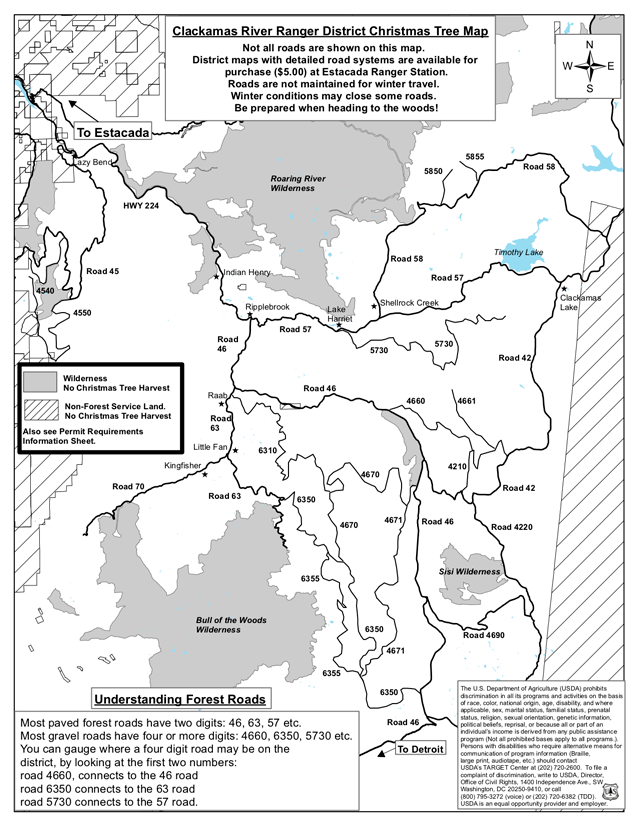 Clackamas River Ranger District Christmas Tree Map
Not all roads are shown on this map.
District maps with detailed road systems are available for
purchase ($5.00) at Estacada Ranger Station.
Roads are not maintained for winter travel.
Winter conditions may close some roads.
Be prepared when heading to the woods!
N
W E
S
To Estacada
Lazy Bend
HWY 224
Roaring River
Wilderness
5850
5855
Road 58
Road 45
4540
4550
Indian Henry
Road 58
Road 57
Timothy Lake
Clackamas
Lake
Ripplebrook
Lake
Harriet
Shellrock Creek
Road 57
Road
46
5730
5730
Road 42
Wilderness
No Christmas Tree Harvest
Non-Forest Service Land.
No Christmas Tree Harvest
Also see Permit Requirements
Information Sheet.
Raab
Road 46
4660
4661
Road
63
Little Fan
6310
Kingfisher
4670
4210
Road 70
Road 63
6350
Road 42
4670
4671
Road 46
Road 4220
Sisi Wilderness
6355
Bull of the Woods
Wilderness
6350
4671
Road 4690
6355
6350
Road 46
To Detroit
Understanding Forest Roads
Most paved forest roads have two digits: 46, 63, 57 etc.
Most gravel roads have four or more digits: 4660, 6350, 5730 etc.
You can gauge where a four digit road may be on the
district, by looking at the first two numbers:
road 4660, connects to the 46 road
road 6350 connects to the 63 road
road 5730 connects to the 57 road.
The U.S. Department of Agriculture (USDA) prohibits
discrimination in all its programs and activities on the basis
of race, color, national origin, age, disability, and where
applicable, sex, marital status, familial status, parental
status, religion, sexual orientation, genetic information,
political beliefs, reprisal, or because all or part of an
individual's income is derived from any public assistance
program (Not all prohibited bases apply to all programs.).
Persons with disabilities who require alternative means for
communication of program information (Braille,
large print, audiotape, etc.) should contact
USDA's TARGET Center at (202) 720-2600. To file a
complaint of discrimination, write to USDA, Director,
Office of Civil Rights, 1400 Independence Ave., SW,
Washington, DC 20250-9410, or call
(800) 795-3272 (voice) or (202) 720-6382 (TDD).
USDA is an equal opportunity provider and employer.